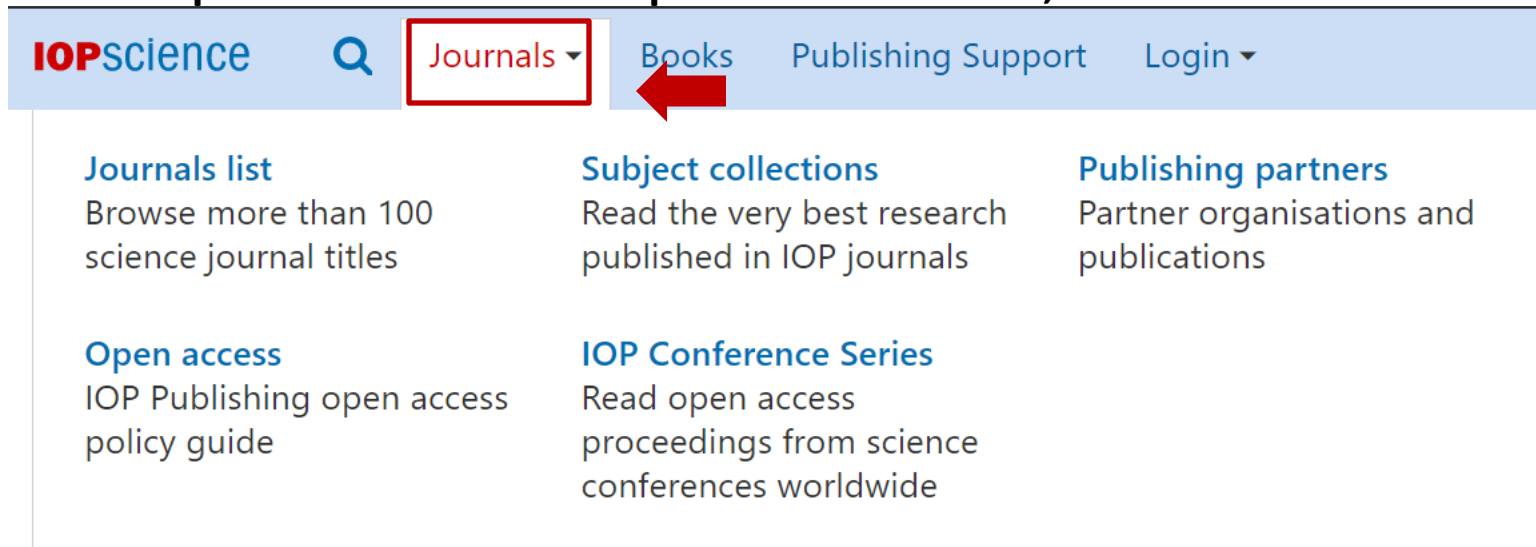 IOPscience Journals Books Publishing Support Login
Journals list
Browse more than 100
science journal titles
Subject collections
Read the very best research
published in IOP journals
Publishing partners
Partner organisations and
publications
Open access
IOP Publishing open access
policy guide
IOP Conference Series
Read open access
proceedings from science
conferences worldwide